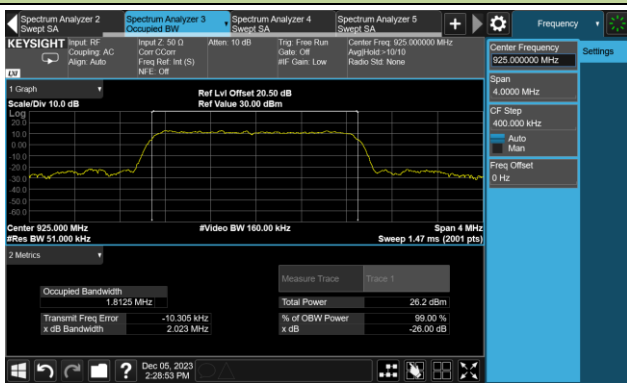 Spectrum Analyzer 2
Swept SA
Spectrum Analyzer 3
Occupied BW
Spectrum Analyzer 4
Swept SA
Spectrum Analyzer 5
Swept SA
+
Frequency
KEYSIGHT
Input: RF
Coupling: AC
Align: Auto
Input Z: 50 Ω
Corr CCorr
Freq Ref: Int (S)
NFE: Off
Atten: 10 dB
Trig: Free Run
Gate: Off
#IF Gain: Low
Center Freq: 925.000000 MHz
Avg|Hold:>10/10
Radio Std: None
LXI
Center Frequency
925.000000 MHz
Settings
Span
4.0000 MHz
CF Step
400.000 kHz
Auto
Man
Freq Offset
0 Hz
1 Graph
Scale/Div 10.0 dB
Ref Lvl Offset 20.50 dB
Ref Value 30.00 dBm
Log
20.0
10.0
0.00
-10.0
-20.0
-30.0
-40.0
-50.0
-60.0
Center 925.000 MHz
#Res BW 51.000 kHz
#Video BW 160.00 kHz
Span 4 MHz
Sweep 1.47 ms (2001 pts)
2 Metrics
Measure Trace
Trace 1
Occupied Bandwidth
1.8125 MHz
Total Power
26.2 dBm
Transmit Freq Error
-10.305 kHz
% of OBW Power
99.00 %
x dB Bandwidth
2.023 MHz
x dB
-26.00 dB
?
Dec 05, 2023
2:28:53 PM